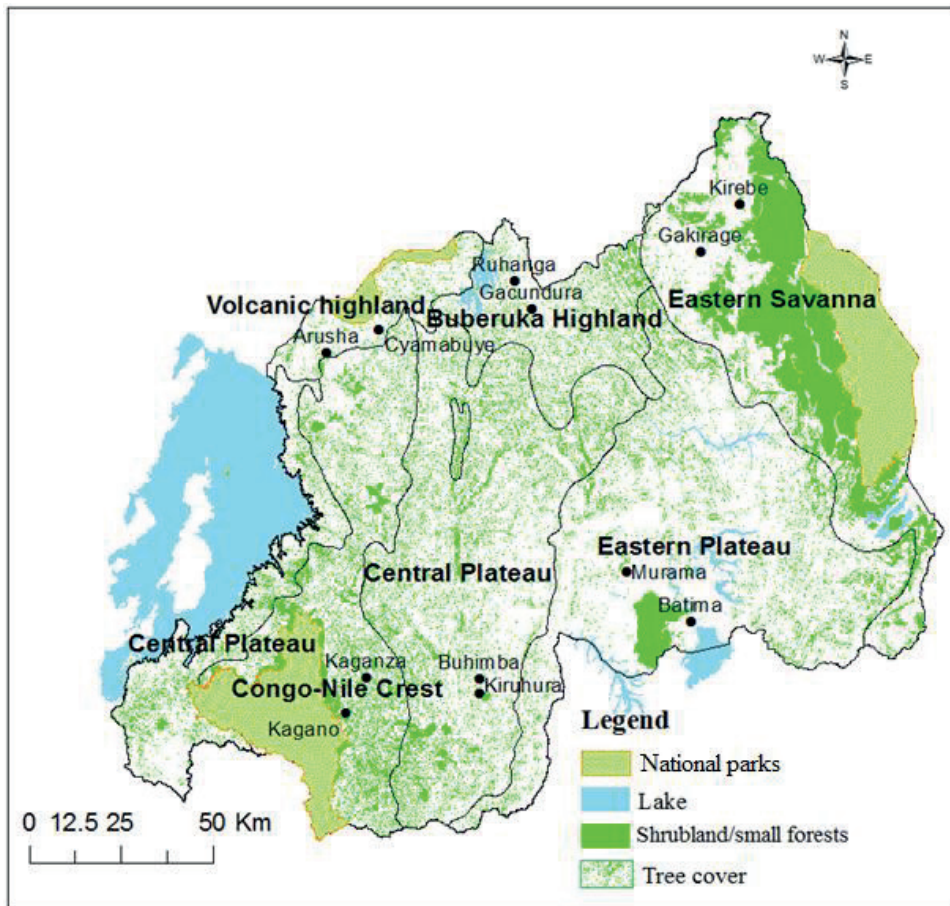 N
W E
S
Kirebe
Gakirage
Ruhanga
Gacundura
Eastern Savanna
Volcanic highland
Buberuka Highland
Arusha
Cyamabuye
Eastern Plateau
Central Plateau
Murama
Batima
Central Plateau
Kaganza
Buhimba
Congo-Nile Crest
Kiruhura
Kagano
Legend
National parks
Lake
Shrubland/small forests
Tree cover
0 12.5 25 50 Km